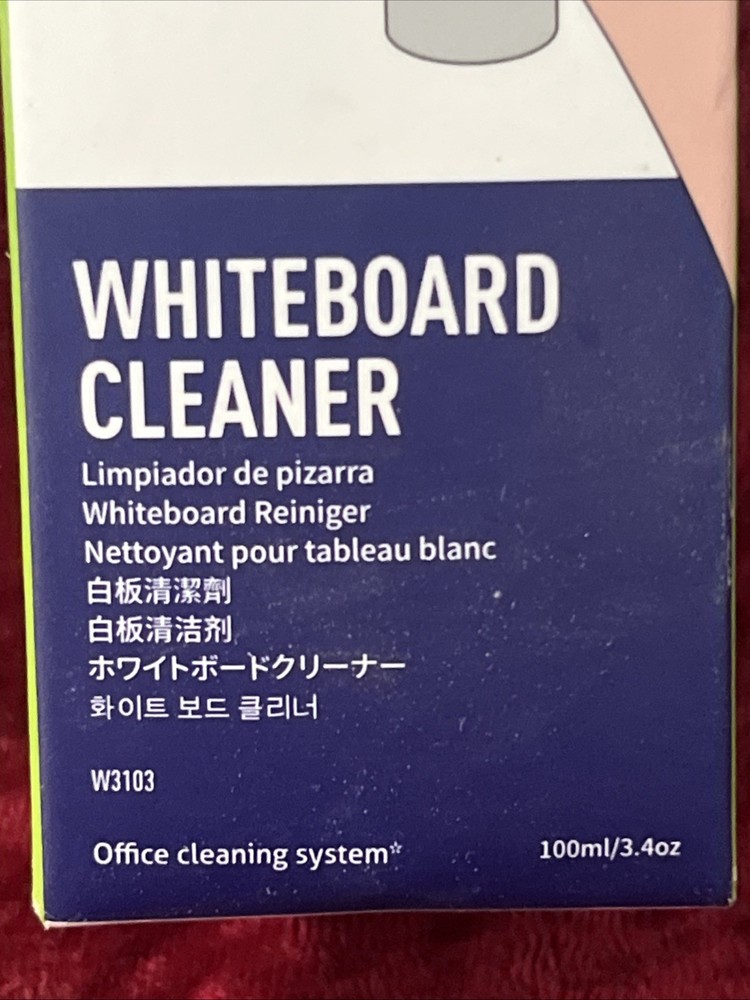 WHITEBOARD
CLEANER
Limpiador de pizarra
Whiteboard Reiniger
Nettoyant pour tableau blanc
白板清潔劑
白板清洁剂
ホワイトボードクリーナー
화이트 보드 클리너
W3103
Office cleaning system☆
100ml/3.4oz